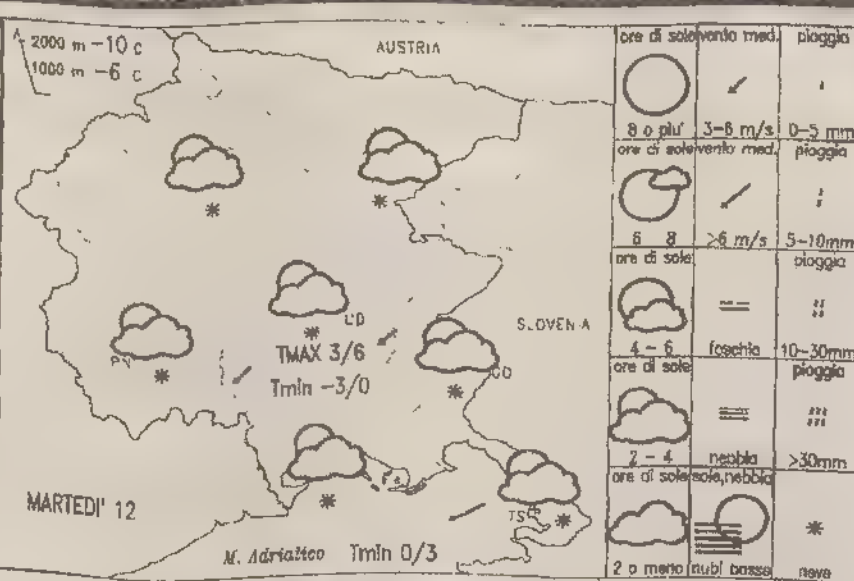 2000 m -10 c
1000 m -6 c
AUSTRIA
UD
SLOVENIA
PN
TMAX 3/6
Tmin -3/0
GO
MARTEDI' 12
TS
M. Adriatico
Tmin 0/3
ore di sole
vento med.
pioggia
8 o piu'
3-6 m/s
0-5 mm
ore di sole
vento med.
pioggia
6 8
>6 m/s
5-10mm
ore di sole
pioggia
4 - 6
foschia
10-30mm
ore di sole
pioggia
2 - 4
nebbia
>30mm
ore di sole
sole,nebbia
2 o meno
nubi basse
neve